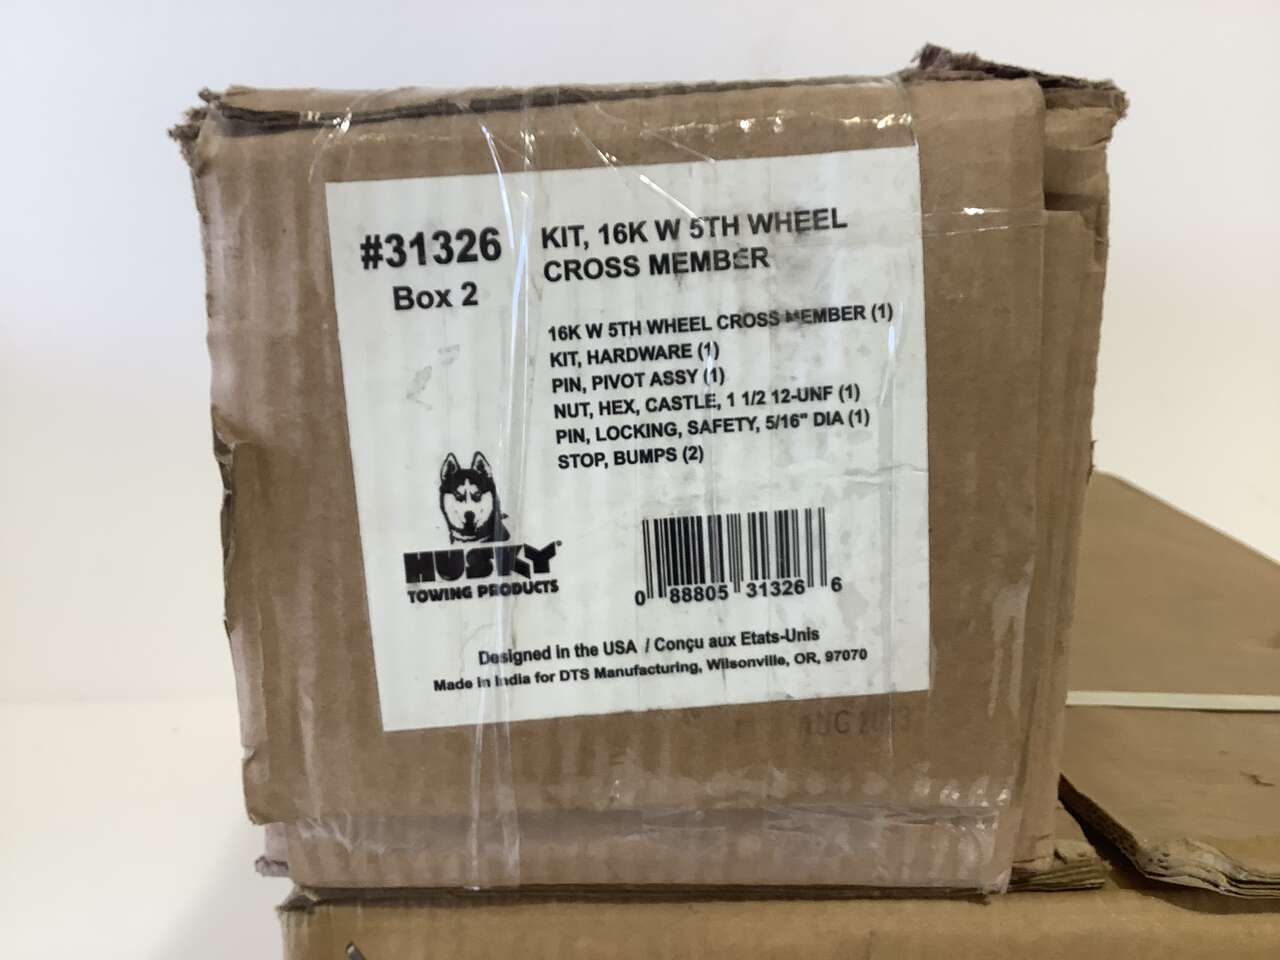 #31326
Box 2
KIT, 16K W 5TH WHEEL
CROSS MEMBER
16K W 5TH WHEEL CROSS MEMBER (1)
KIT, HARDWARE (1)
PIN, PIVOT ASSY (1)
NUT, HEX, CASTLE, 1 1/2 12-UNF (1)
PIN, LOCKING, SAFETY, 5/16" DIA (1)
STOP, BUMPS (2)
HUSKY®
TOWING PRODUCTS
0 88805 31326 6
Designed in the USA / Conçu aux Etats-Unis
Made in India for DTS Manufacturing, Wilsonville, OR, 97070
AUG